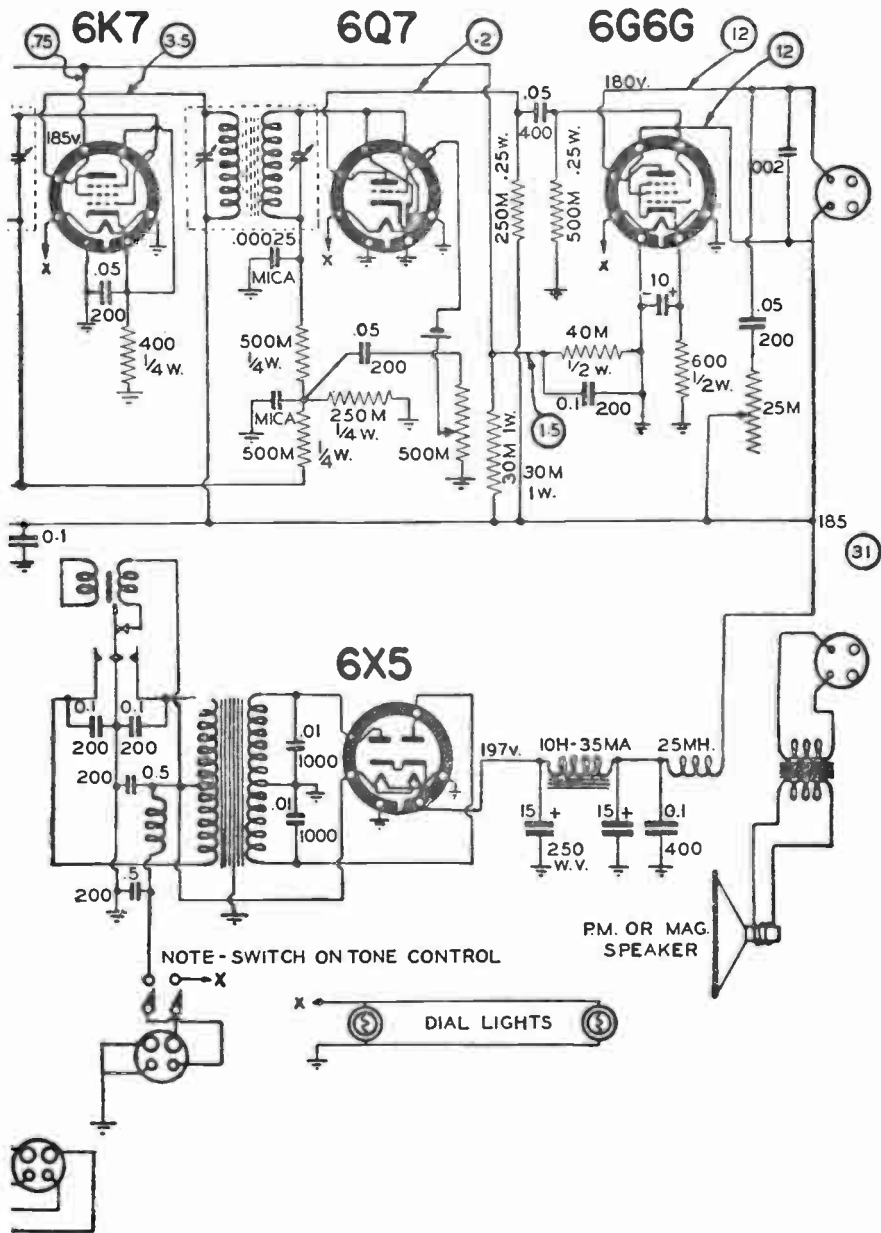 6K7
6Q7
6G6G
.75
3.5
.2
12
12
180v.
185v.
.05
400
.25w.
.25w.
250M
500M
.002
X
X
X
.00025
MICA
.05
200
10
- +
400
1/4 w.
500M
1/4 w.
.05
200
40M
1/2 w.
0.1
200
600
1/2 w.
.05
200
25M
MICA
250M
1/4 w.
500M
1/4 w.
500M
1.5
30M 1w.
30M
1w.
185
0.1
31
6X5
0.1
200
0.1
200
200
0.5
.01
1000
.01
1000
197v.
10H-35MA
25MH.
15 +
250
W.V.
15 +
0.1
400
.5
200
P.M. OR MAG.
SPEAKER
NOTE - SWITCH ON TONE CONTROL
X
X
DIAL LIGHTS